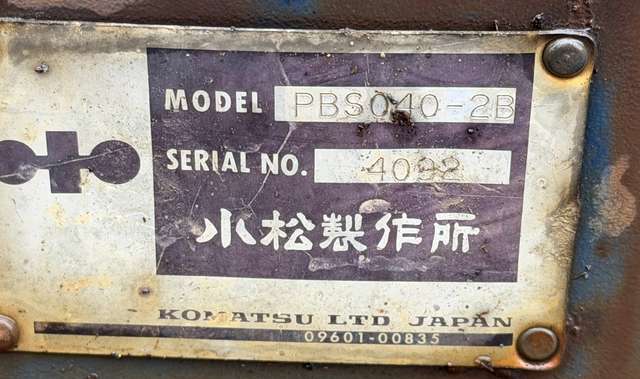 MODEL PBS040-2B
SERIAL NO. 4092
小松製作所
KOMATSU LTD JAPAN
09601-00835